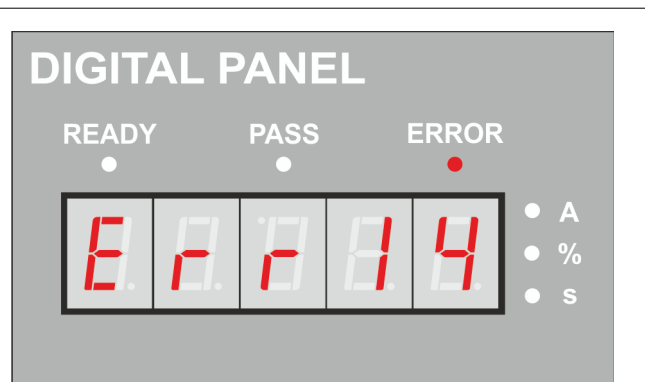 DIGITAL PANEL
READY PASS ERROR
Err14
A
%
s